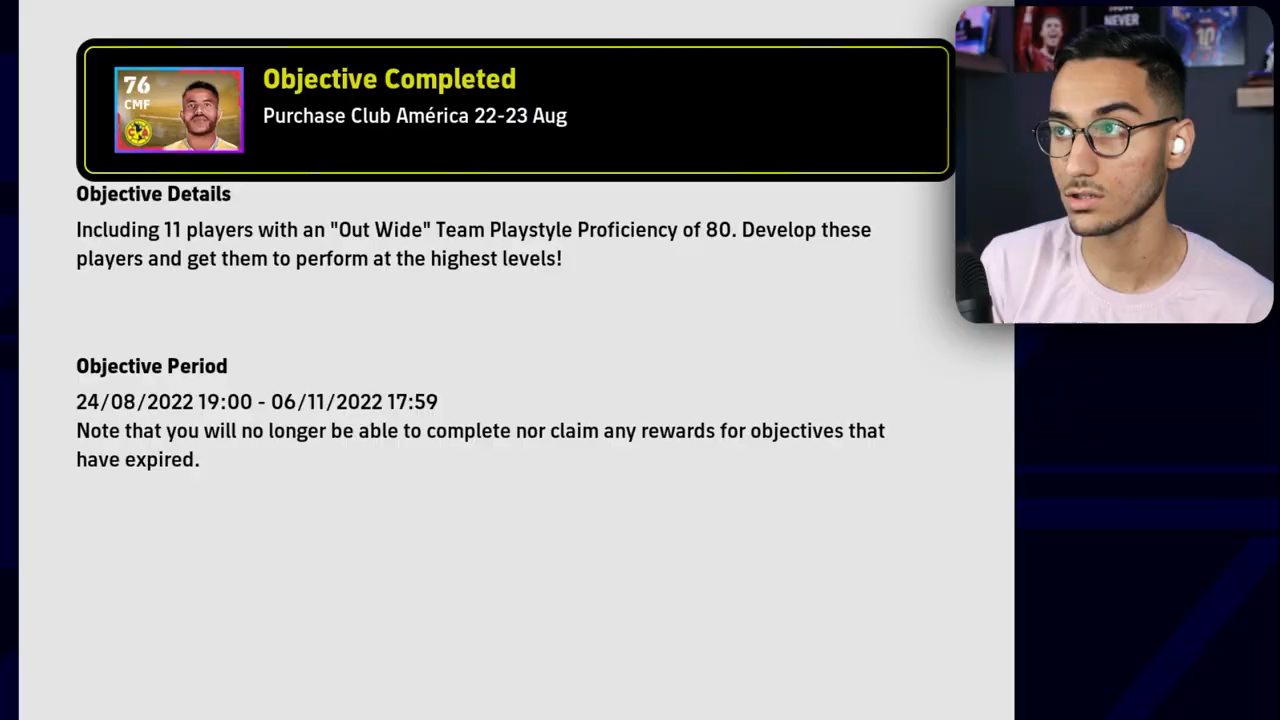 76
CMF
Objective Completed
Purchase Club América 22-23 Aug
Objective Details
Including 11 players with an "Out Wide" Team Playstyle Proficiency of 80. Develop these
players and get them to perform at the highest levels!
Objective Period
24/08/2022 19:00 - 06/11/2022 17:59
Note that you will no longer be able to complete nor claim any rewards for objectives that
have expired.
NEVER
10